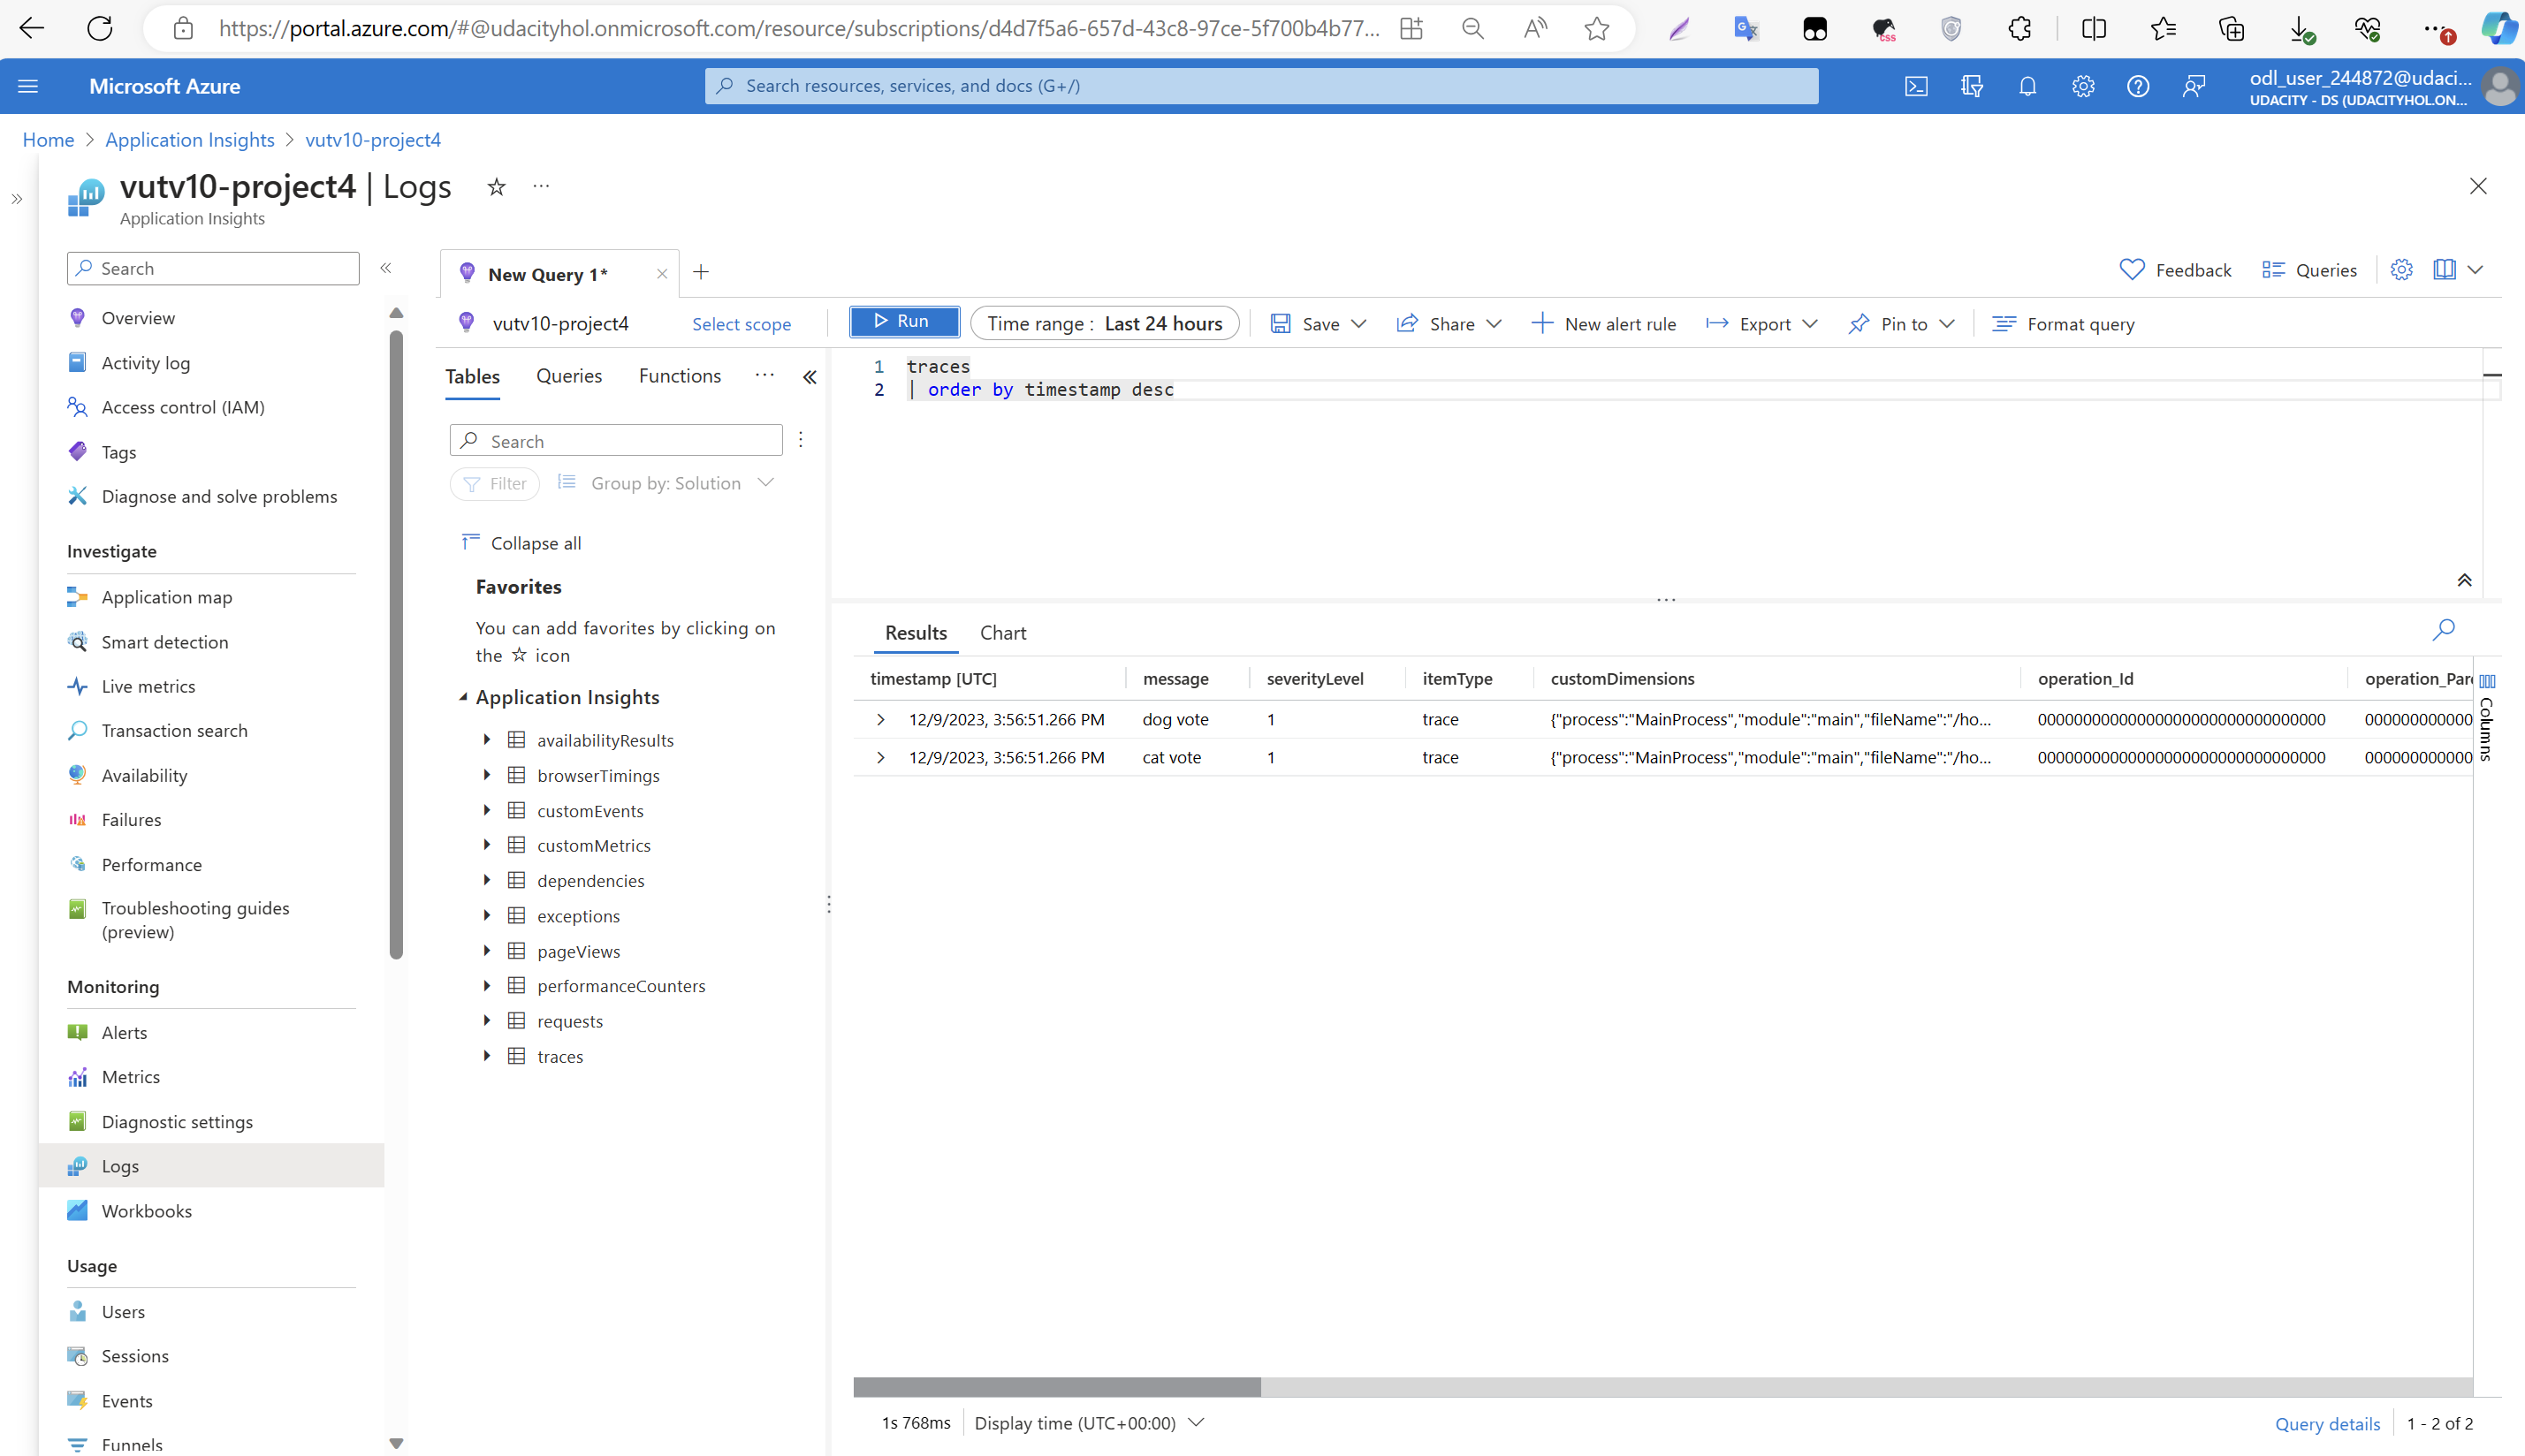 https://portal.azure.com/#@udacityhol.onmicrosoft.com/resource/subscriptions/d4d7f5a6-657d-43c8-97ce-5f700b4b77...
Microsoft Azure
Search resources, services, and docs (G+/)
odl_user_244872@udaci...
UDACITY - DS (UDACITYHOL.ON...
Home > Application Insights > vutv10-project4
vutv10-project4 | Logs
Application Insights
Search
Overview
Activity log
Access control (IAM)
Tags
Diagnose and solve problems
Investigate
Application map
Smart detection
Live metrics
Transaction search
Availability
Failures
Performance
Troubleshooting guides
(preview)
Monitoring
Alerts
Metrics
Diagnostic settings
Logs
Workbooks
Usage
Users
Sessions
Events
Funnels
New Query 1*
Feedback
Queries
vutv10-project4
Select scope
Run
Time range : Last 24 hours
Save
Share
New alert rule
Export
Pin to
Format query
Tables
Queries
Functions
Search
Filter
Group by: Solution
Collapse all
Favorites
You can add favorites by clicking on
the ☆ icon
Application Insights
availabilityResults
browserTimings
customEvents
customMetrics
dependencies
exceptions
pageViews
performanceCounters
requests
traces
1 traces
2 | order by timestamp desc
Results
Chart
timestamp [UTC] message severityLevel itemType customDimensions operation_Id operation_Par
12/9/2023, 3:56:51.266 PM dog vote 1 trace {"process":"MainProcess","module":"main","fileName":"/ho... 00000000000000000000000000000000 000000000000
12/9/2023, 3:56:51.266 PM cat vote 1 trace {"process":"MainProcess","module":"main","fileName":"/ho... 00000000000000000000000000000000 000000000000
Columns
1s 768ms
Display time (UTC+00:00)
Query details
1 - 2 of 2